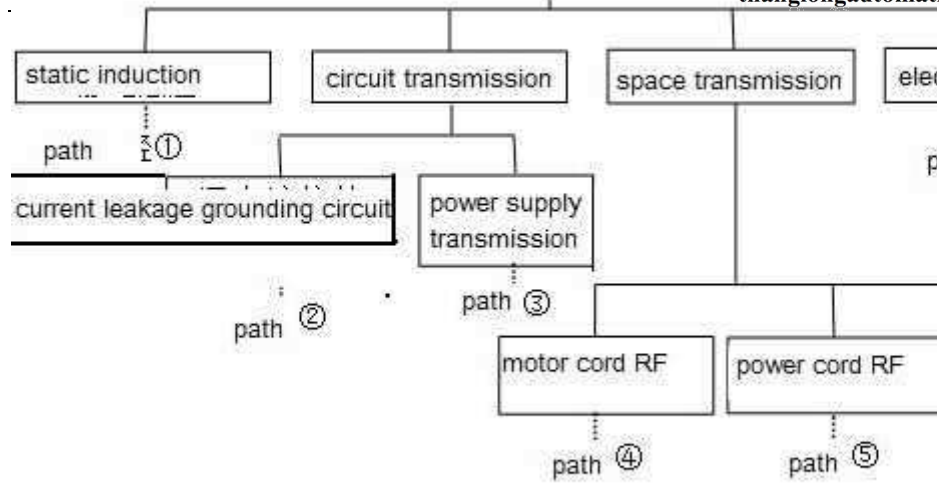 static induction
circuit transmission
space transmission
path ①
current leakage grounding circuit
power supply
transmission
path ②
path ③
motor cord RF
power cord RF
path ④
path ⑤